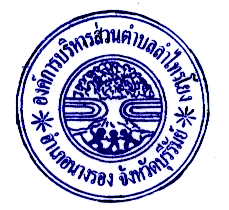 องค์การบริหารส่วนตำบลลำไทรโยง
อำเภอนางรอง จังหวัดบุรีรัมย์